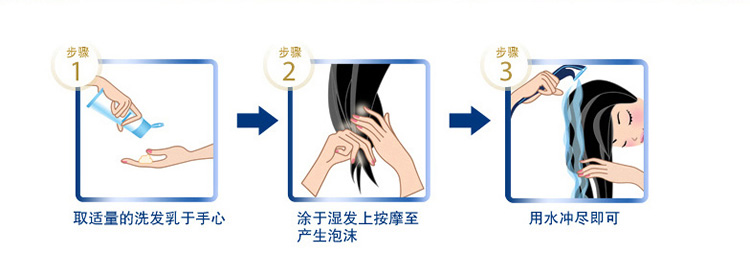 步骤
1
取适量的洗发乳于手心
步骤
2
涂于湿发上按摩至
产生泡沫
步骤
3
用水冲尽即可